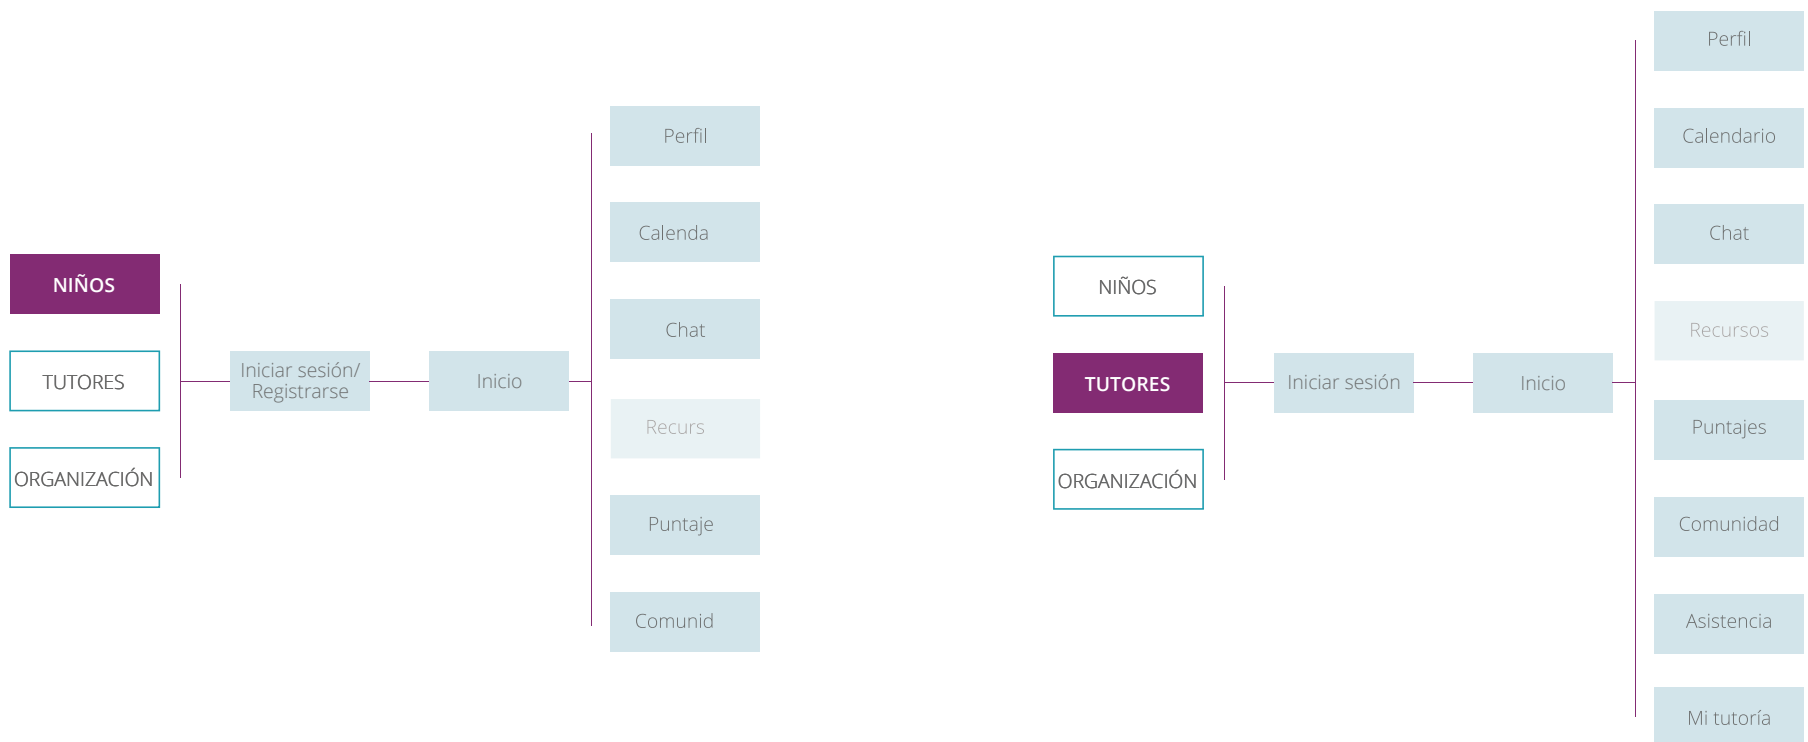 NIÑOS
TUTORES
ORGANIZACIÓN
Iniciar sesión/
Registrarse
Inicio
Perfil
Calenda
Chat
Recurs
Puntaje
Comunid
NIÑOS
TUTORES
ORGANIZACIÓN
Iniciar sesión
Inicio
Perfil
Calendario
Chat
Recursos
Puntajes
Comunidad
Asistencia
Mi tutoría